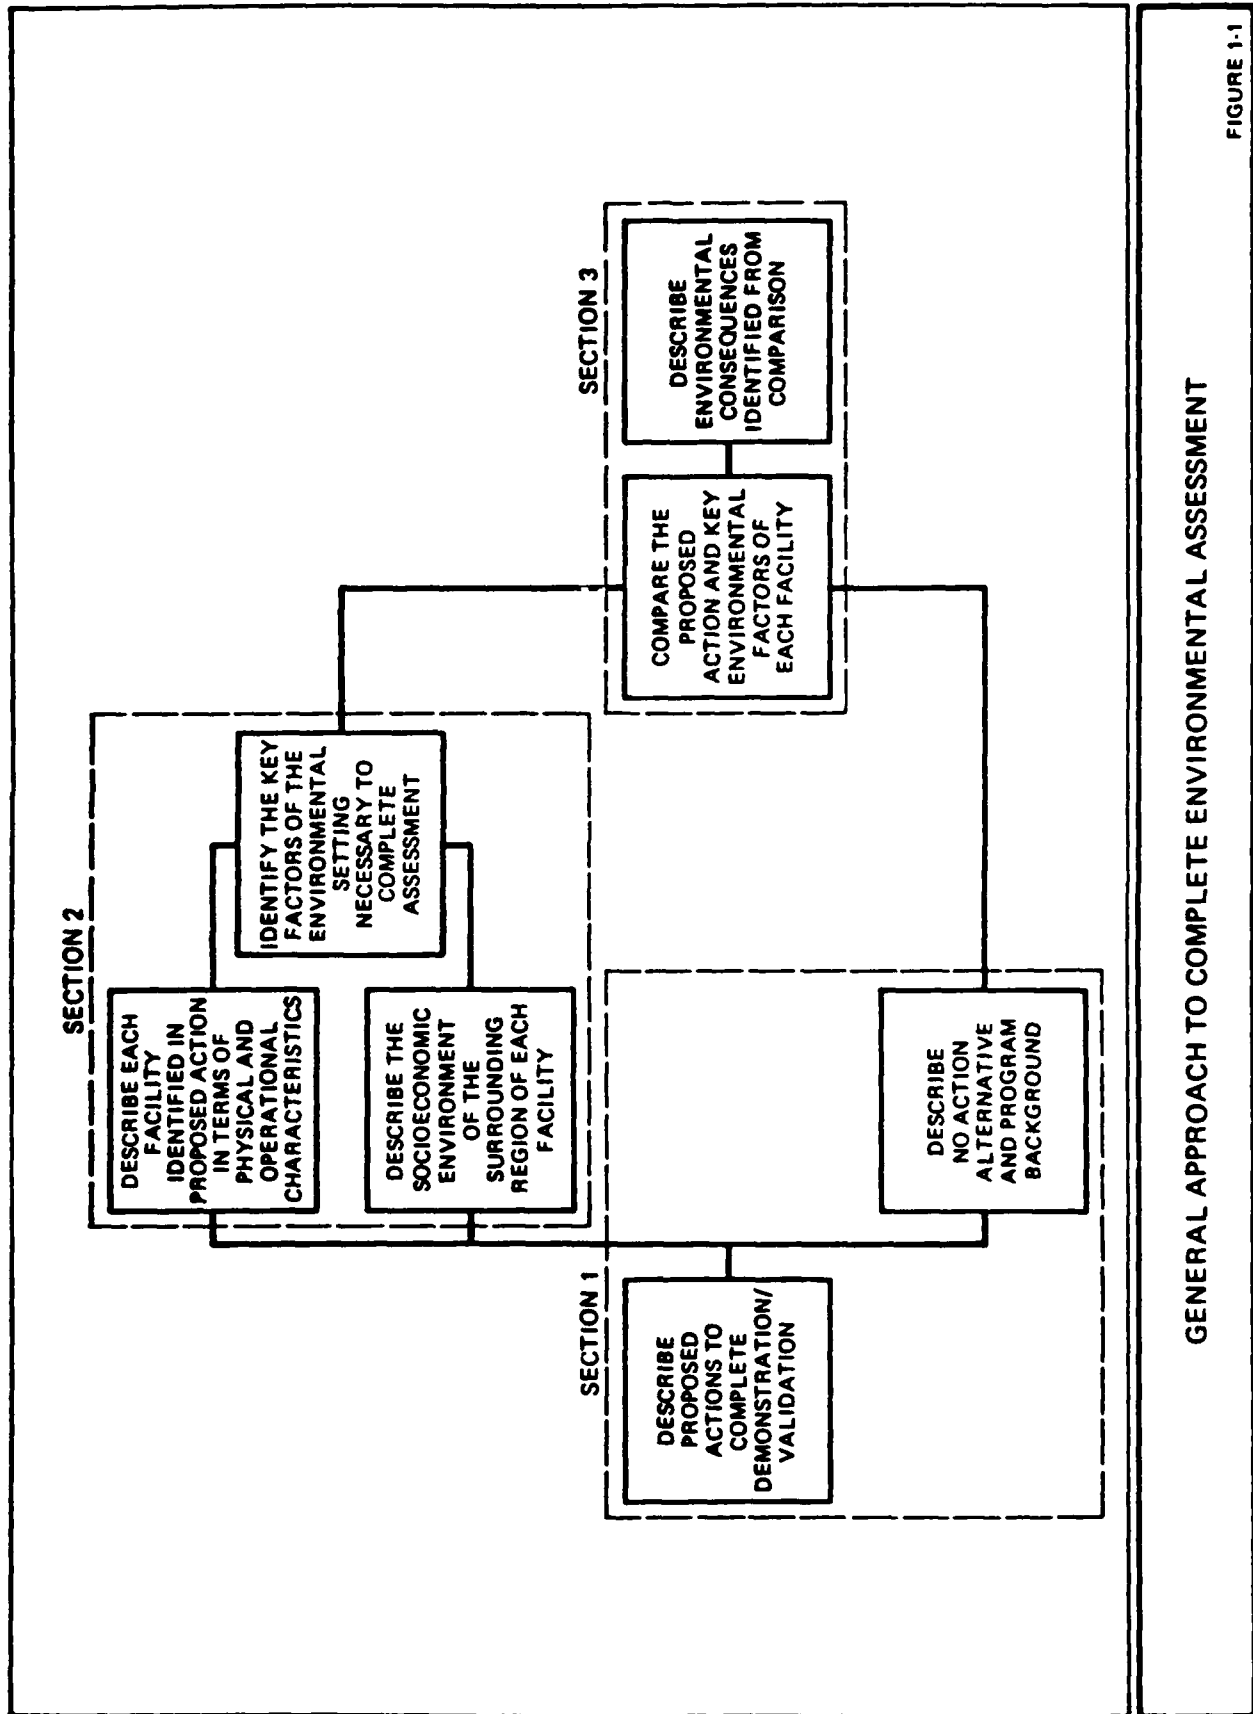 SECTION 1
DESCRIBE
PROPOSED
ACTIONS TO
COMPLETE
DEMONSTRATION/
VALIDATION
DESCRIBE
NO ACTION
ALTERNATIVE
AND PROGRAM
BACKGROUND
SECTION 2
DESCRIBE EACH
FACILITY
IDENTIFIED IN
PROPOSED ACTION
IN TERMS OF
PHYSICAL AND
OPERATIONAL
CHARACTERISTICS
DESCRIBE THE
SOCIOECONOMIC
ENVIRONMENT
OF THE
SURROUNDING
REGION OF EACH
FACILITY
IDENTIFY THE KEY
FACTORS OF THE
ENVIRONMENTAL
SETTING
NECESSARY TO
COMPLETE
ASSESSMENT
SECTION 3
COMPARE THE
PROPOSED
ACTION AND KEY
ENVIRONMENTAL
FACTORS OF
EACH FACILITY
DESCRIBE
ENVIRONMENTAL
CONSEQUENCES
IDENTIFIED FROM
COMPARISON
GENERAL APPROACH TO COMPLETE ENVIRONMENTAL ASSESSMENT
FIGURE 1-1